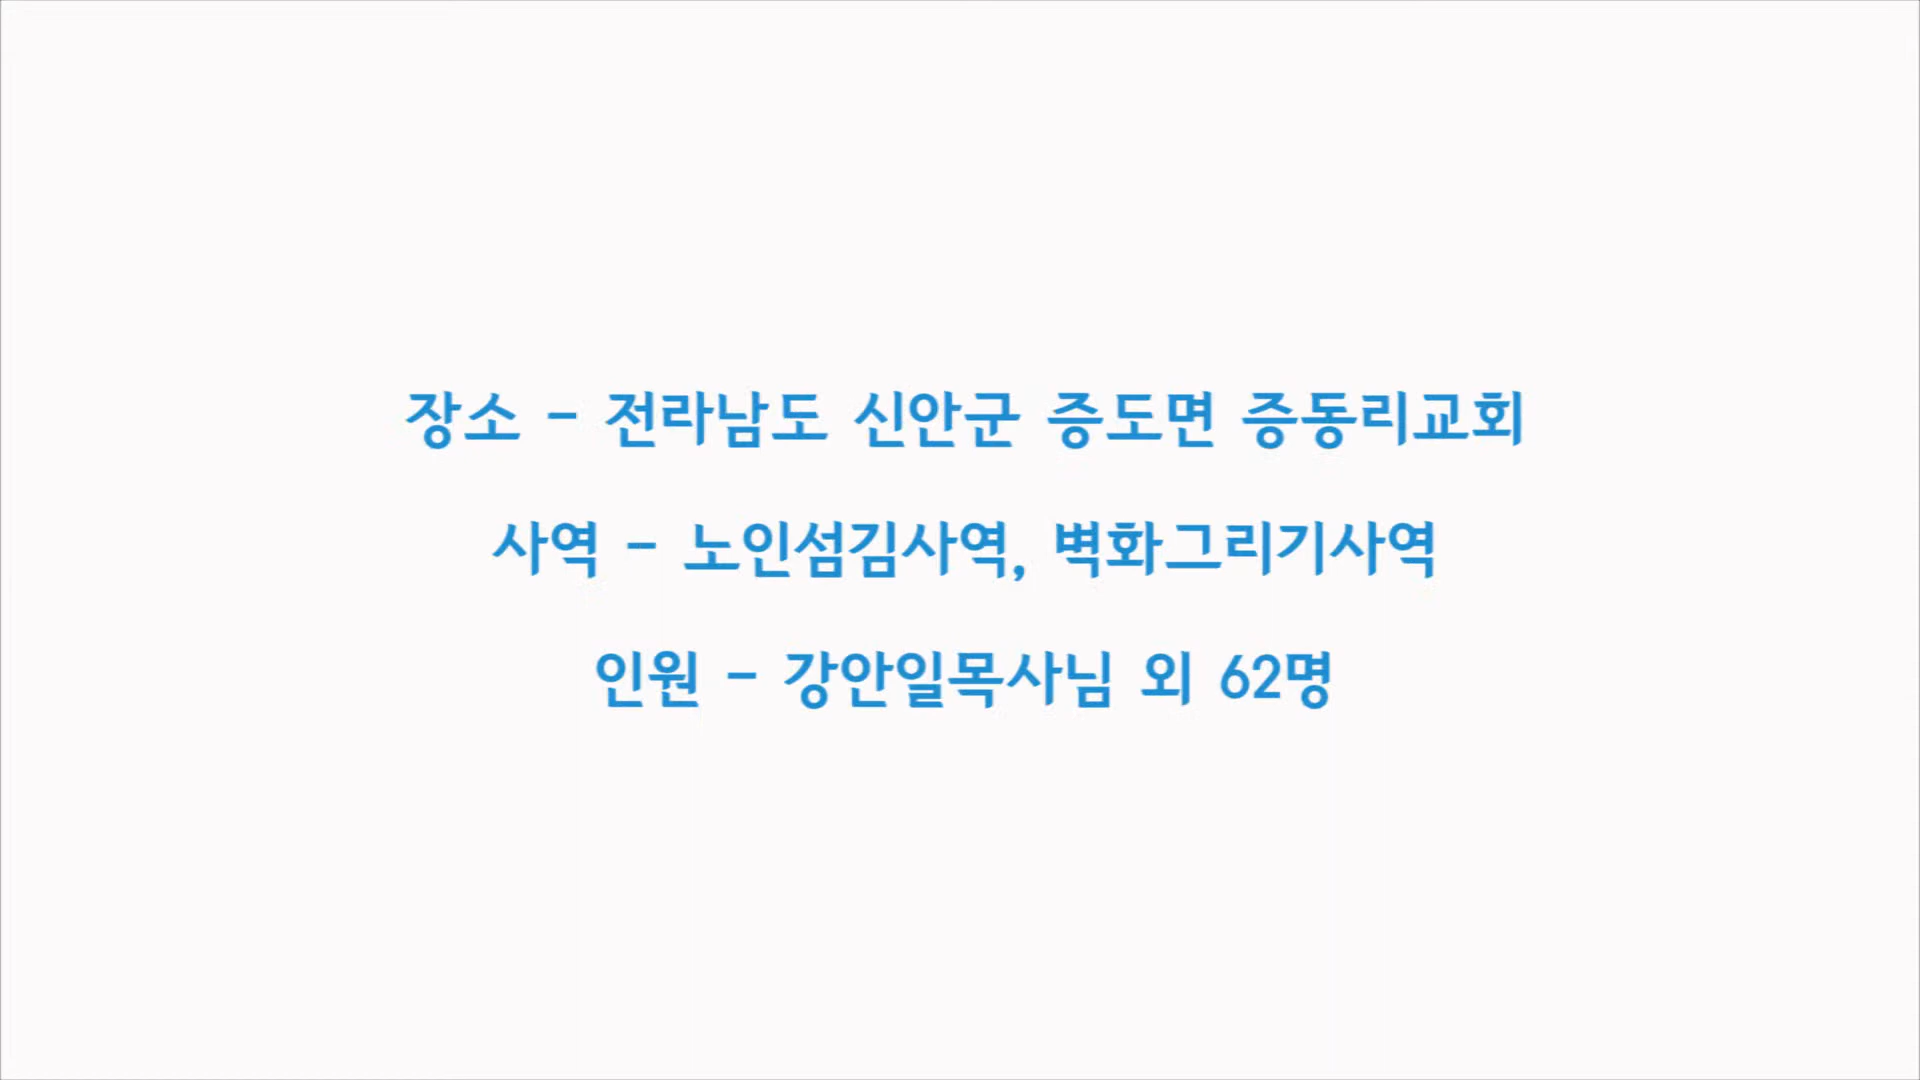 장소 - 전라남도 신안군 증도면 증동리교회
사역 - 노인섬김사역, 벽화그리기사역
인원 - 강안일목사님 외 62명